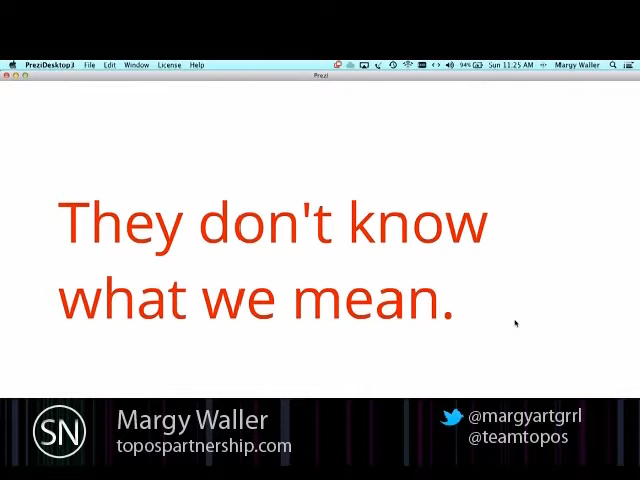 PreziDesktop3 File Edit Window License Help 94% Sun 11:25 AM Margy Waller
Prezi
They don't know
what we mean.
SN
Margy Waller
topospartnership.com
@margyartgrrl
@teamtopos